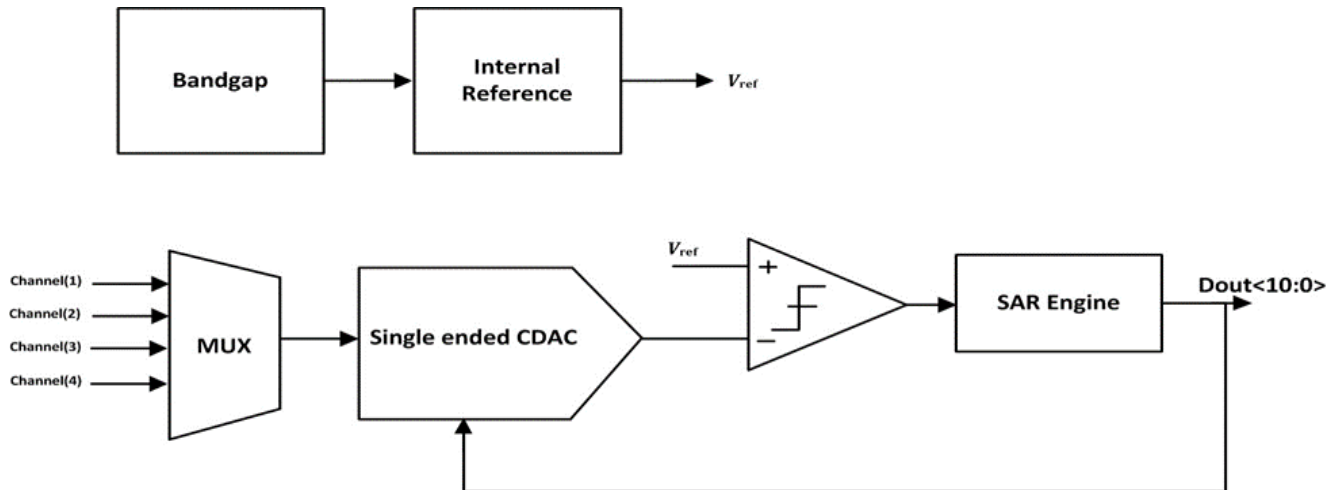 Bandgap
Internal
Reference
Vref
Channel(1)
Channel(2)
Channel(3)
Channel(4)
MUX
Single ended CDAC
Vref
+
−
SAR Engine
Dout<10:0>